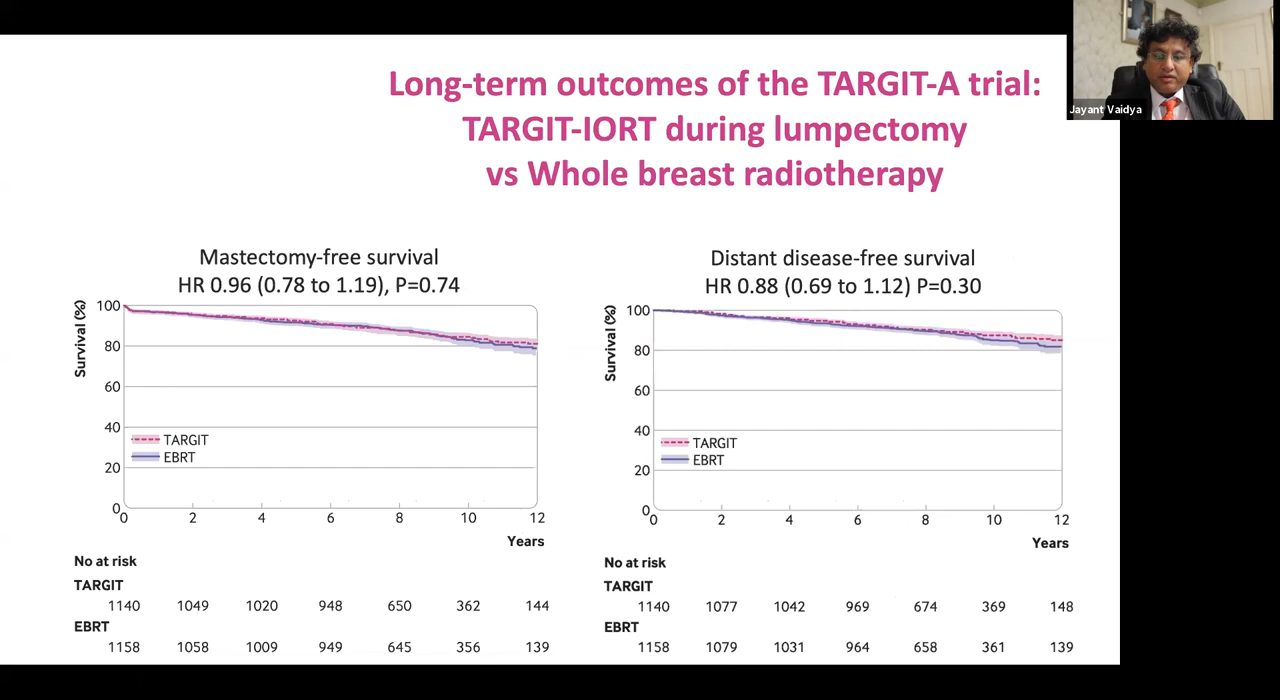 Jayant Vaidya
Long-term outcomes of the TARGIT-A trial:
TARGIT-IORT during lumpectomy
vs Whole breast radiotherapy
Mastectomy-free survival
HR 0.96 (0.78 to 1.19), P=0.74
Survival (%)
100
80
60
40
20
0
TARGIT
EBRT
0 2 4 6 8 10 12
Years
No at risk
TARGIT
1140 1049 1020 948 650 362 144
EBRT
1158 1058 1009 949 645 356 139
Distant disease-free survival
HR 0.88 (0.69 to 1.12) P=0.30
Survival (%)
100
80
60
40
20
0
TARGIT
EBRT
0 2 4 6 8 10 12
Years
No at risk
TARGIT
1140 1077 1042 969 674 369 148
EBRT
1158 1079 1031 964 658 361 139